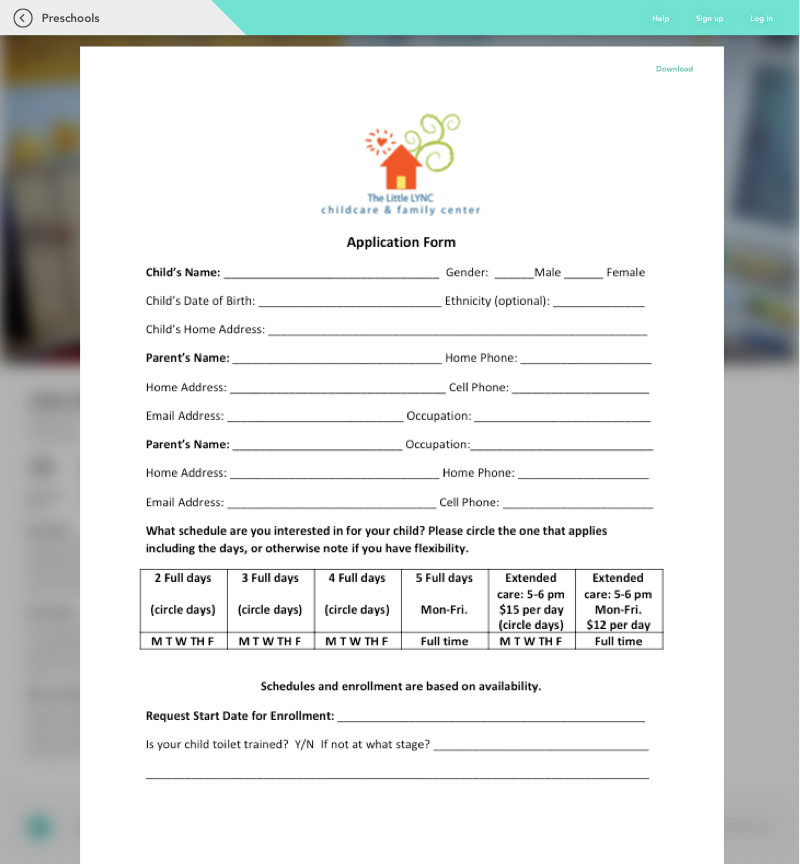 Preschools
Help Sign up Log in
Download
The Little LYNC
childcare & family center
Application Form
Child's Name: ________________________________ Gender: ______Male ______ Female
Child's Date of Birth: ___________________________ Ethnicity (optional): ______________
Child's Home Address: _________________________________________________________
Parent's Name: _______________________________ Home Phone: ____________________
Home Address: ________________________________ Cell Phone: _____________________
Email Address: __________________________ Occupation: ___________________________
Parent's Name: _________________________ Occupation:____________________________
Home Address: _______________________________ Home Phone: ____________________
Email Address: _______________________________ Cell Phone: _______________________
What schedule are you interested in for your child? Please circle the one that applies
including the days, or otherwise note if you have flexibility.
2 Full days
(circle days)
M T W TH F
3 Full days
(circle days)
M T W TH F
4 Full days
(circle days)
M T W TH F
5 Full days
Mon-Fri.
Full time
Extended
care: 5-6 pm
$15 per day
(circle days)
M T W TH F
Extended
care: 5-6 pm
Mon-Fri.
$12 per day
Full time
Schedules and enrollment are based on availability.
Request Start Date for Enrollment: ______________________________________________
Is your child toilet trained? Y/N If not at what stage? ________________________________
___________________________________________________________________________